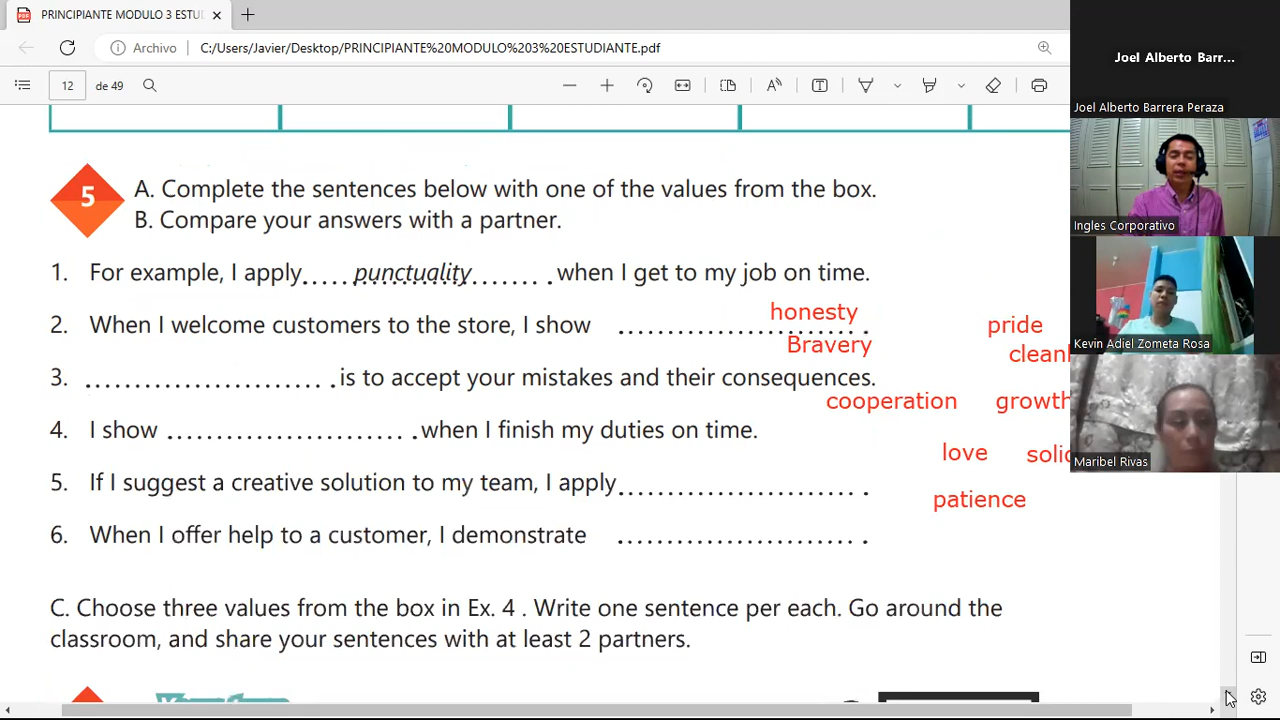 PRINCIPIANTE MODULO 3 ESTUD
Archivo C:/Users/Javier/Desktop/PRINCIPIANTE%20MODULO%203%20ESTUDIANTE.pdf
12 de 49
5
A. Complete the sentences below with one of the values from the box.
B. Compare your answers with a partner.
1. For example, I apply.....punctuality....... .when I get to my job on time.
honesty
2. When I welcome customers to the store, I show ........................ .
pride
Bravery
cleanl
3. ........................ .is to accept your mistakes and their consequences.
cooperation
growth
4. I show ........................ .when I finish my duties on time.
love
solid
5. If I suggest a creative solution to my team, I apply........................ .
patience
6. When I offer help to a customer, I demonstrate ........................ .
C. Choose three values from the box in Ex. 4 . Write one sentence per each. Go around the
classroom, and share your sentences with at least 2 partners.
Joel Alberto Barr...
Joel Alberto Barrera Peraza
Ingles Corporativo
Kevin Adiel Zometa Rosa
Maribel Rivas